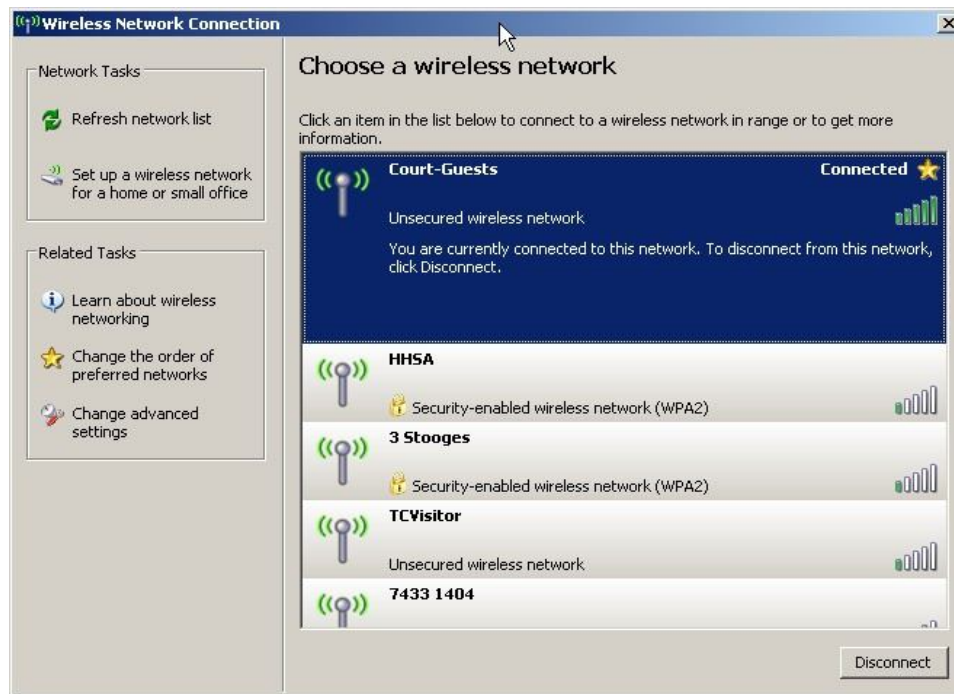 Wireless Network Connection
Network Tasks
Refresh network list
Set up a wireless network
for a home or small office
Related Tasks
Learn about wireless
networking
Change the order of
preferred networks
Change advanced
settings
Choose a wireless network
Click an item in the list below to connect to a wireless network in range or to get more
information.
Court-Guests
Connected
Unsecured wireless network
You are currently connected to this network. To disconnect from this network,
click Disconnect.
HHSA
Security-enabled wireless network (WPA2)
3 Stooges
Security-enabled wireless network (WPA2)
TCVisitor
Unsecured wireless network
7433 1404
Disconnect